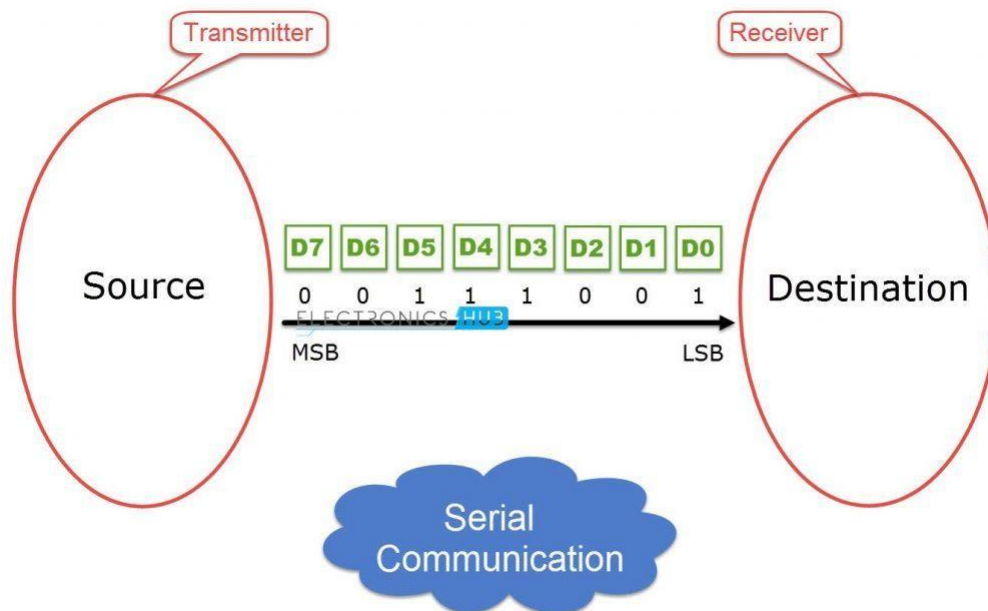 Transmitter
Receiver
D7 D6 D5 D4 D3 D2 D1 D0
Source
0 0 1 1 1 0 0 1
Destination
ELECTRONICS HUB
MSB
LSB
Serial
Communication